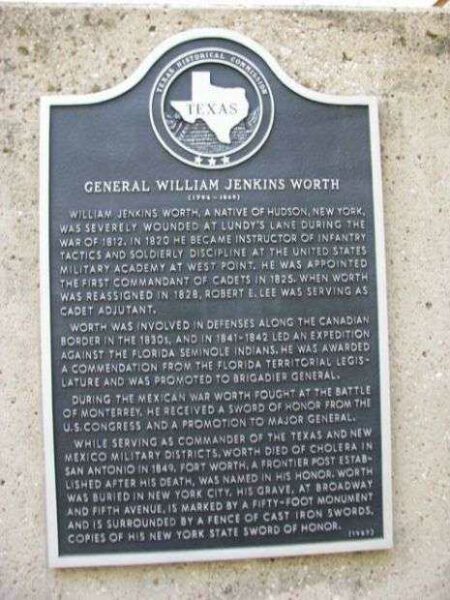 TEXAS HISTORICAL COMMISSION
TEXAS
GENERAL WILLIAM JENKINS WORTH
(1794-1849)
WILLIAM JENKINS WORTH, A NATIVE OF HUDSON, NEW YORK,
WAS SEVERELY WOUNDED AT LUNDY'S LANE DURING THE
WAR OF 1812. IN 1820 HE BECAME INSTRUCTOR OF INFANTRY
TACTICS AND SOLDIERLY DISCIPLINE AT THE UNITED STATES
MILITARY ACADEMY AT WEST POINT. HE WAS APPOINTED
THE FIRST COMMANDANT OF CADETS IN 1825. WHEN WORTH
WAS REASSIGNED IN 1828, ROBERT E. LEE WAS SERVING AS
CADET ADJUTANT.
WORTH WAS INVOLVED IN DEFENSES ALONG THE CANADIAN
BORDER IN THE 1830s, AND IN 1841-1842 LED AN EXPEDITION
AGAINST THE FLORIDA SEMINOLE INDIANS. HE WAS AWARDED
A COMMENDATION FROM THE FLORIDA TERRITORIAL LEGIS-
LATURE AND WAS PROMOTED TO BRIGADIER GENERAL.
DURING THE MEXICAN WAR WORTH FOUGHT AT THE BATTLE
OF MONTERREY. HE RECEIVED A SWORD OF HONOR FROM THE
U.S. CONGRESS AND A PROMOTION TO MAJOR GENERAL.
WHILE SERVING AS COMMANDER OF THE TEXAS AND NEW
MEXICO MILITARY DISTRICTS, WORTH DIED OF CHOLERA IN
SAN ANTONIO IN 1849. FORT WORTH, A FRONTIER POST ESTAB-
LISHED AFTER HIS DEATH, WAS NAMED IN HIS HONOR. WORTH
WAS BURIED IN NEW YORK CITY. HIS GRAVE, AT BROADWAY
AND FIFTH AVENUE, IS MARKED BY A FIFTY-FOOT MONUMENT
AND IS SURROUNDED BY A FENCE OF CAST IRON SWORDS,
COPIES OF HIS NEW YORK STATE SWORD OF HONOR.
(1987)